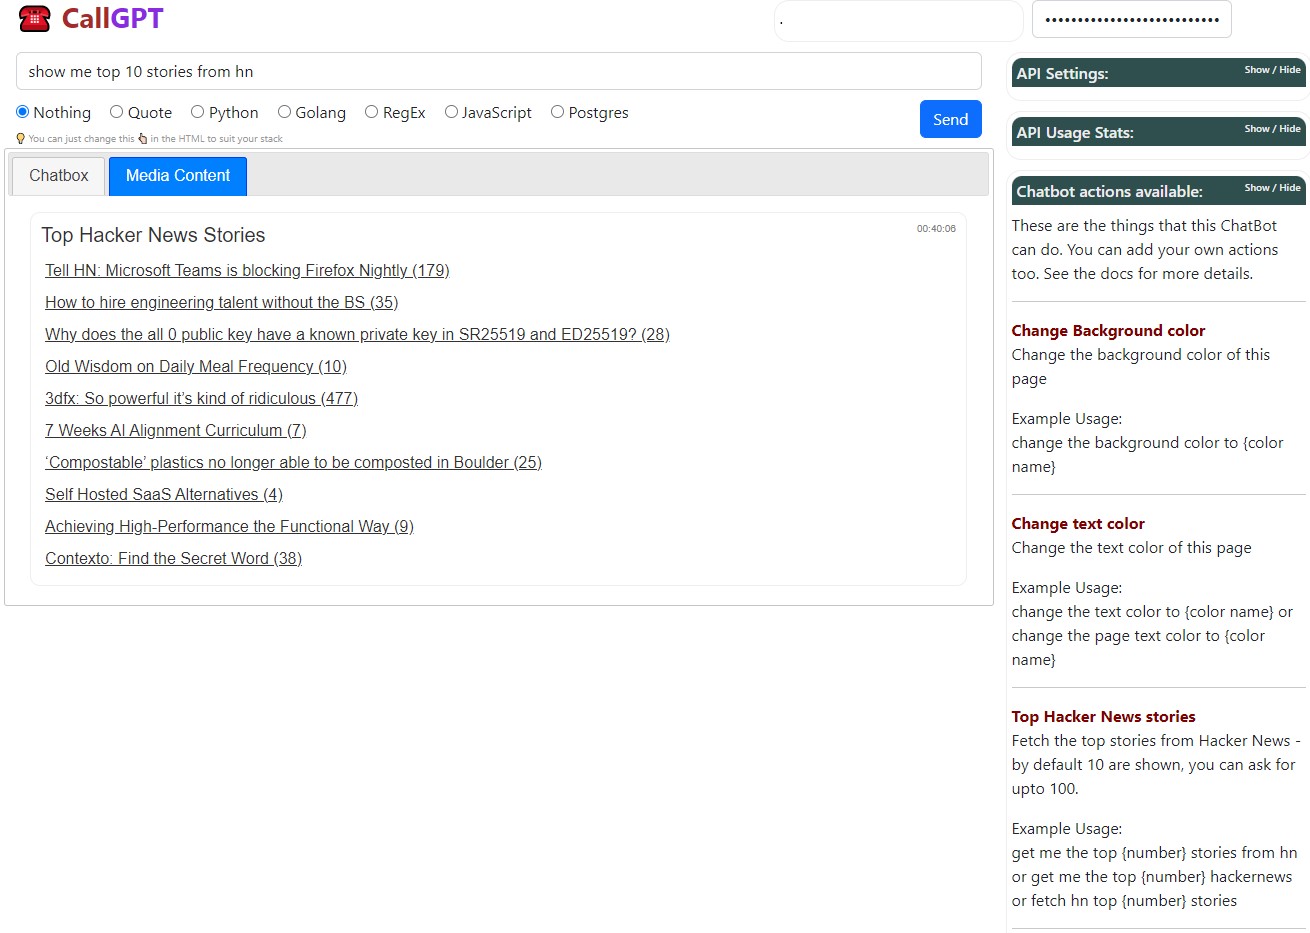 CallGPT
.
••••••••••••••••••••••••••
show me top 10 stories from hn
Nothing Quote Python Golang RegEx JavaScript Postgres
Send
You can just change this in the HTML to suit your stack
Chatbox Media Content
Top Hacker News Stories 00:40:06
Tell HN: Microsoft Teams is blocking Firefox Nightly (179)
How to hire engineering talent without the BS (35)
Why does the all 0 public key have a known private key in SR25519 and ED25519? (28)
Old Wisdom on Daily Meal Frequency (10)
3dfx: So powerful it’s kind of ridiculous (477)
7 Weeks AI Alignment Curriculum (7)
‘Compostable’ plastics no longer able to be composted in Boulder (25)
Self Hosted SaaS Alternatives (4)
Achieving High-Performance the Functional Way (9)
Contexto: Find the Secret Word (38)
API Settings: Show / Hide
API Usage Stats: Show / Hide
Chatbot actions available: Show / Hide
These are the things that this ChatBot
can do. You can add your own actions
too. See the docs for more details.
Change Background color
Change the background color of this
page
Example Usage:
change the background color to {color
name}
Change text color
Change the text color of this page
Example Usage:
change the text color to {color name} or
change the page text color to {color
name}
Top Hacker News stories
Fetch the top stories from Hacker News -
by default 10 are shown, you can ask for
upto 100.
Example Usage:
get me the top {number} stories from hn
or get me the top {number} hackernews
or fetch hn top {number} stories